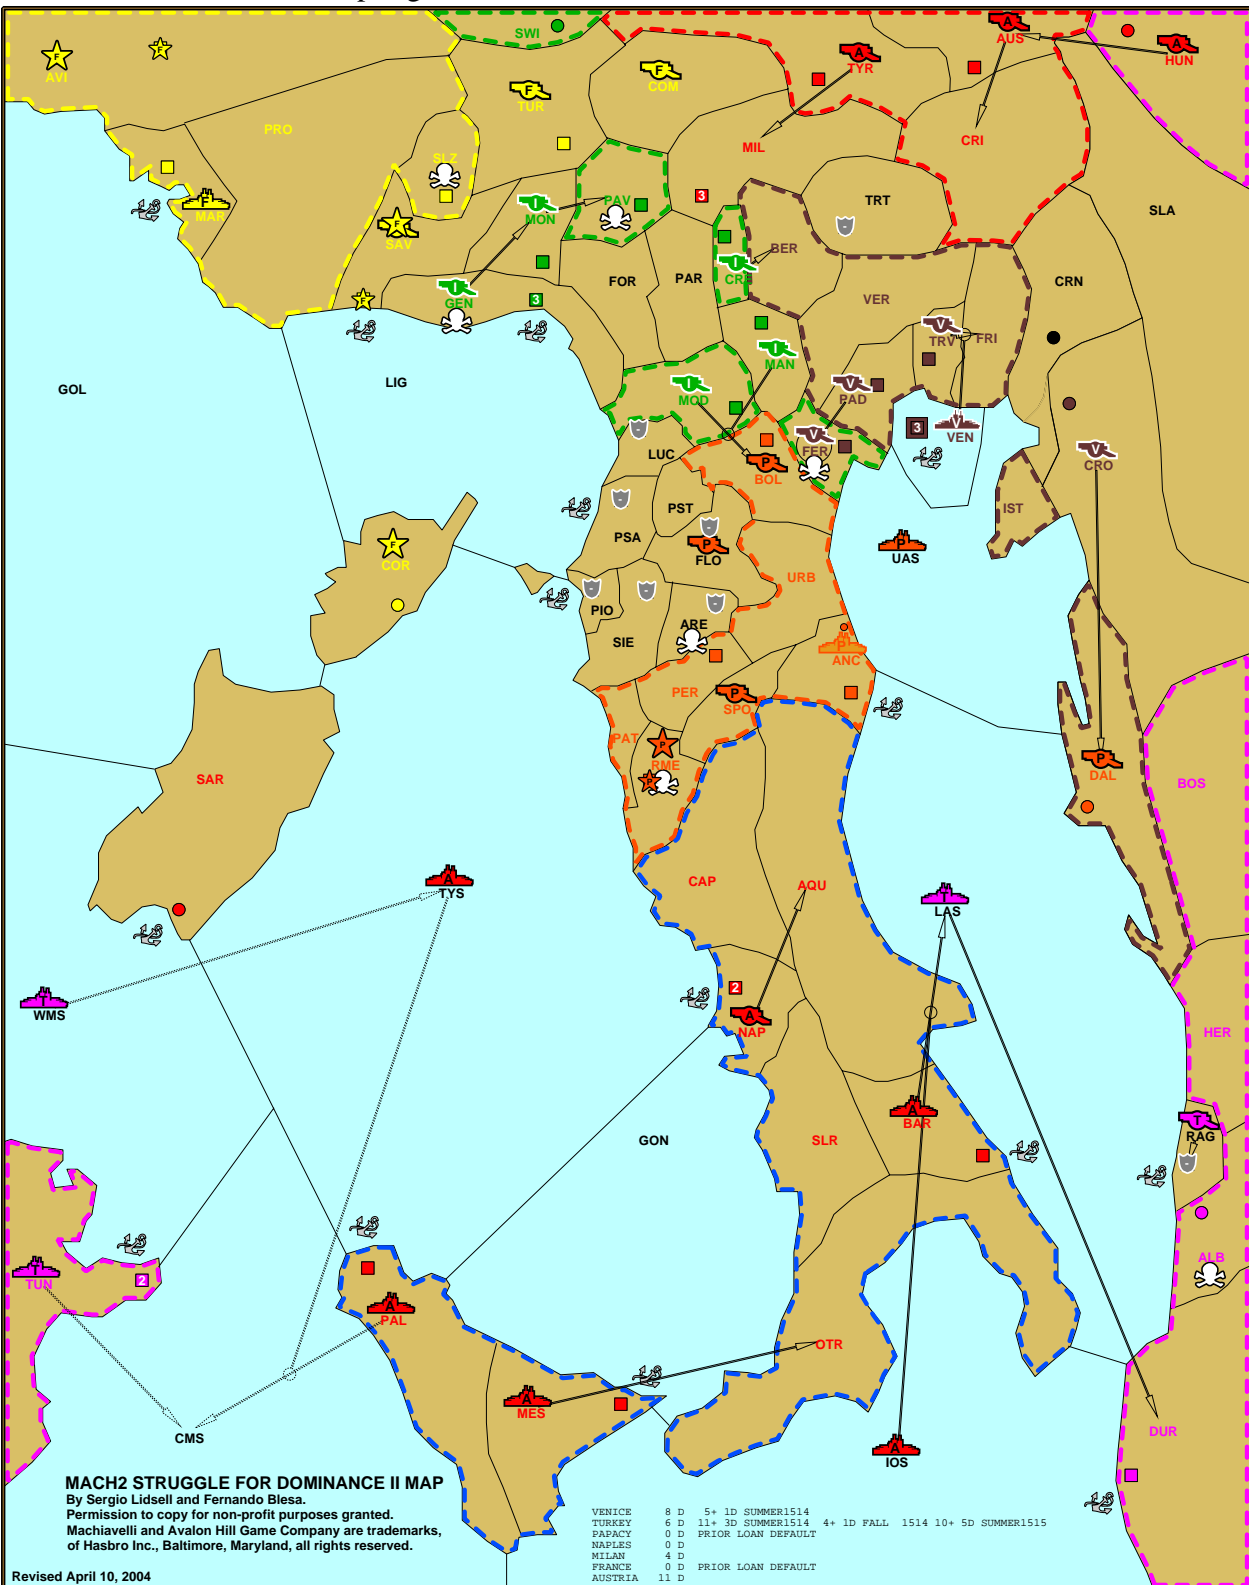 SWI
AUS
HUN
AVI
F
F
TUR
F
COM
F
TYR
A
A
A
PRO
MIL
CRI
SLZ
TRT
SLA
MAR
F
SAV
F
MON
I
PAV
3
BER
GEN
I
3
FOR
PAR
CRE
I
VER
CRN
F
TRV
V
FRI
GOL
LIG
MOD
I
MAN
I
PAD
V
3
VEN
V
LUC
BOL
P
FER
V
CRO
V
PST
PSA
FLO
P
IST
UAS
P
COR
F
URB
PIO
SIE
ARE
ANC
P
PER
SPO
P
PAT
RME
P
P
SAR
DAL
P
BOS
TYS
A
CAP
AQU
LAS
T
WMS
T
2
NAP
A
HER
GON
SLR
BAR
A
RAG
T
TUN
T
2
PAL
A
ALB
OTR
MES
A
CMS
IOS
A
DUR
MACH2 STRUGGLE FOR DOMINANCE II MAP
By Sergio Lidsell and Fernando Blesa.
Permission to copy for non-profit purposes granted.
Machiavelli and Avalon Hill Game Company are trademarks,
of Hasbro Inc., Baltimore, Maryland, all rights reserved.
Revised April 10, 2004
VENICE 8 D 5+ 1D SUMMER1514
TURKEY 6 D 11+ 3D SUMMER1514 4+ 1D FALL 1514 10+ 5D SUMMER1515
PAPACY 0 D PRIOR LOAN DEFAULT
NAPLES 0 D
MILAN 4 D
FRANCE 0 D PRIOR LOAN DEFAULT
AUSTRIA 11 D